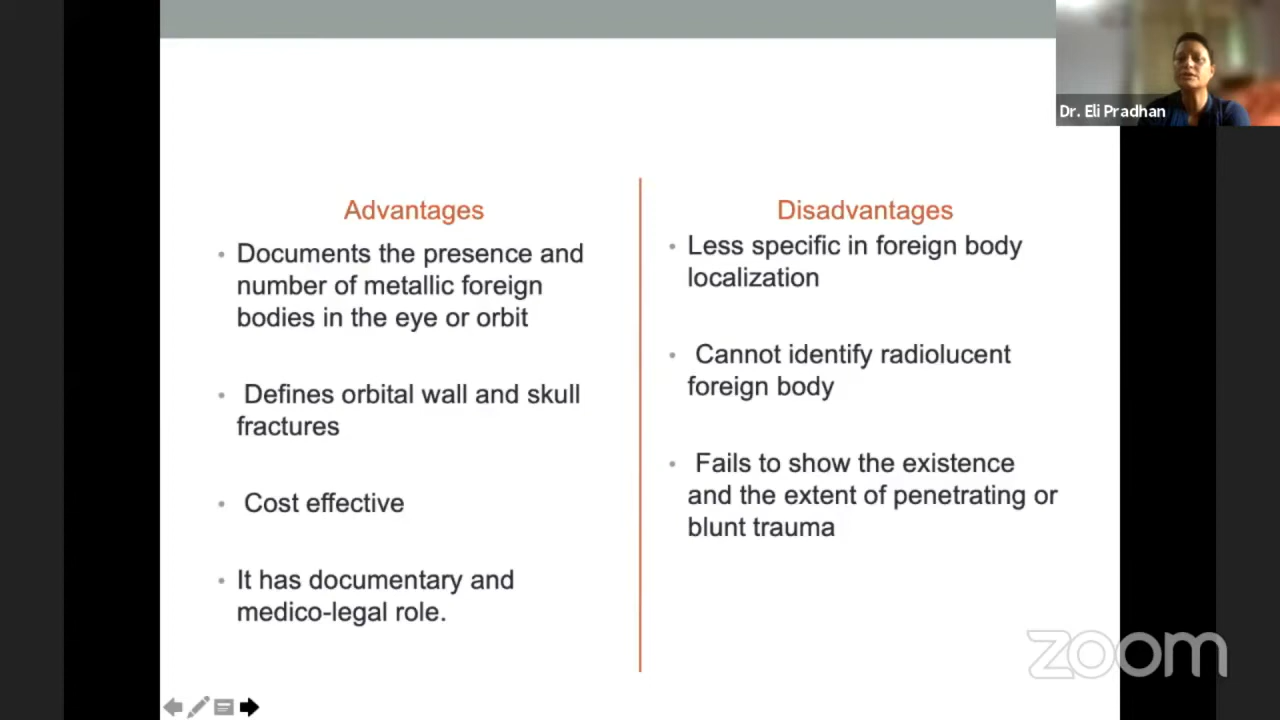 Dr. Eli Pradhan
Advantages
• Documents the presence and
number of metallic foreign
bodies in the eye or orbit
• Defines orbital wall and skull
fractures
• Cost effective
• It has documentary and
medico-legal role.
Disadvantages
• Less specific in foreign body
localization
• Cannot identify radiolucent
foreign body
• Fails to show the existence
and the extent of penetrating or
blunt trauma
zoom